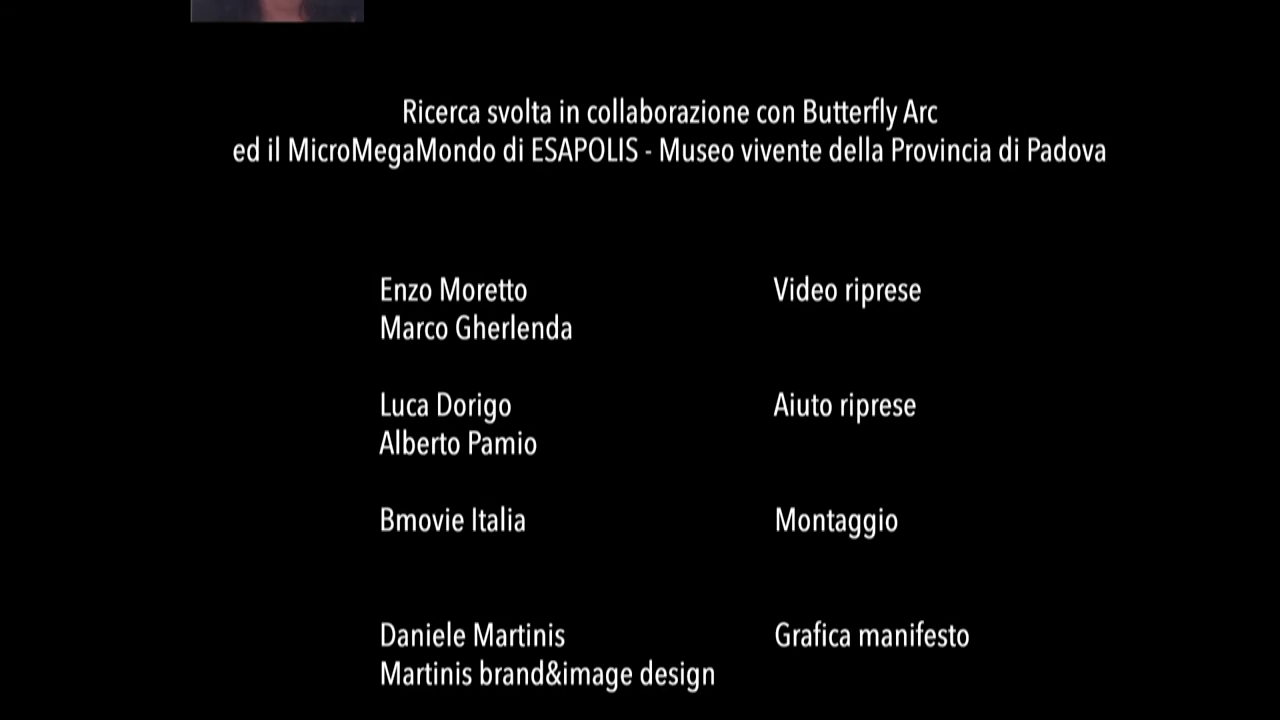 Ricerca svolta in collaborazione con Butterfly Arc
ed il MicroMegaMondo di ESAPOLIS - Museo vivente della Provincia di Padova
Enzo Moretto Video riprese
Marco Gherlenda
Luca Dorigo Aiuto riprese
Alberto Pamio
Bmovie Italia Montaggio
Daniele Martinis Grafica manifesto
Martinis brand&image design